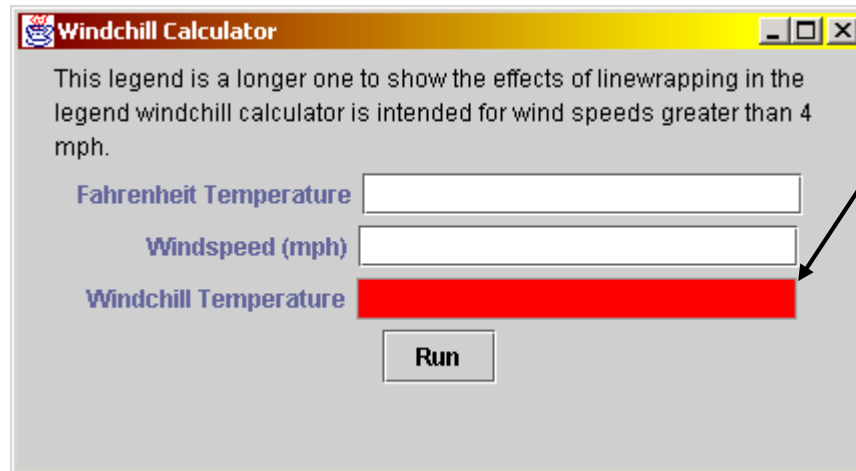 Windchill Calculator
This legend is a longer one to show the effects of linewrapping in the
legend windchill calculator is intended for wind speeds greater than 4
mph.
Fahrenheit Temperature
Windspeed (mph)
Windchill Temperature
Run